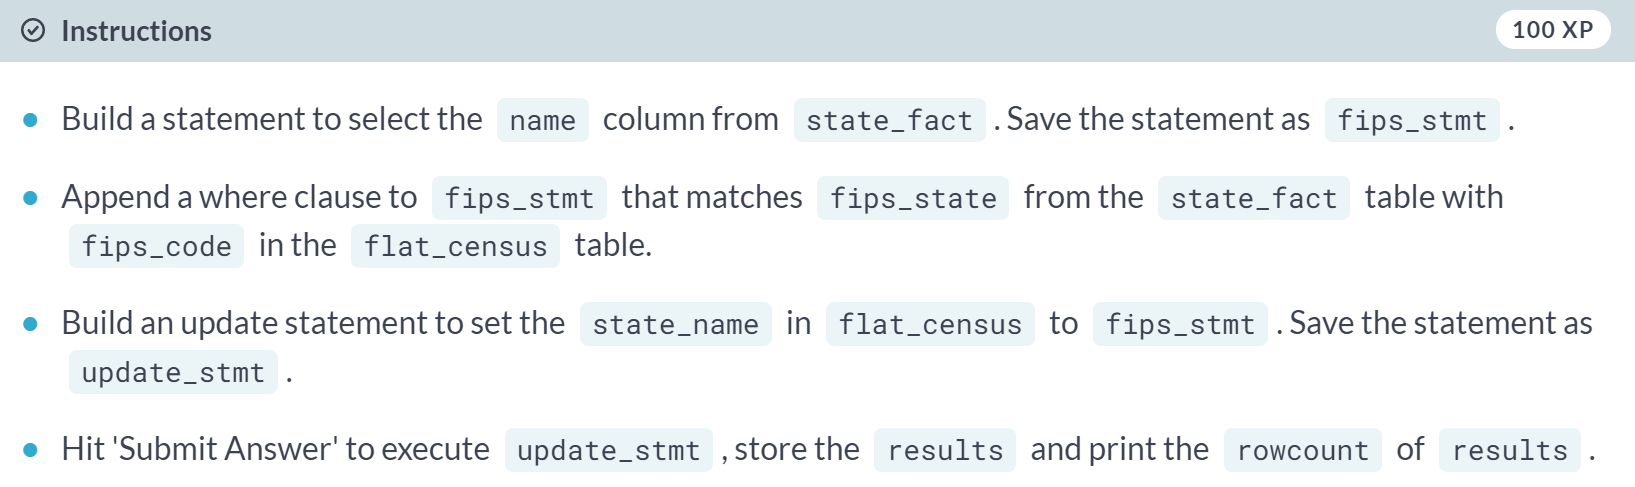 Instructions
100 XP
Build a statement to select the name column from state_fact . Save the statement as fips_stmt .
Append a where clause to fips_stmt that matches fips_state from the state_fact table with
fips_code in the flat_census table.
Build an update statement to set the state_name in flat_census to fips_stmt . Save the statement as
update_stmt .
Hit 'Submit Answer' to execute update_stmt , store the results and print the rowcount of results .